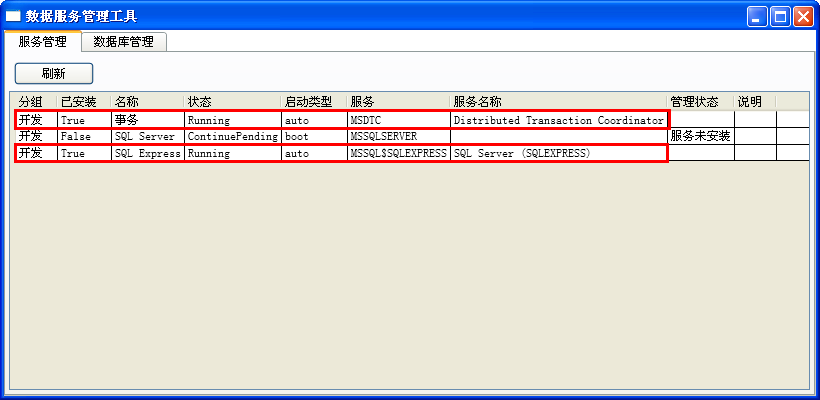 数据服务管理工具
服务管理 数据库管理
刷新
分组 已安装 名称 状态 启动类型 服务 服务名称 管理状态 说明
开发 True 事务 Running auto MSDTC Distributed Transaction Coordinator
开发 False SQL Server ContinuePending boot MSSQLSERVER 服务未安装
开发 True SQL Express Running auto MSSQL$SQLEXPRESS SQL Server (SQLEXPRESS)